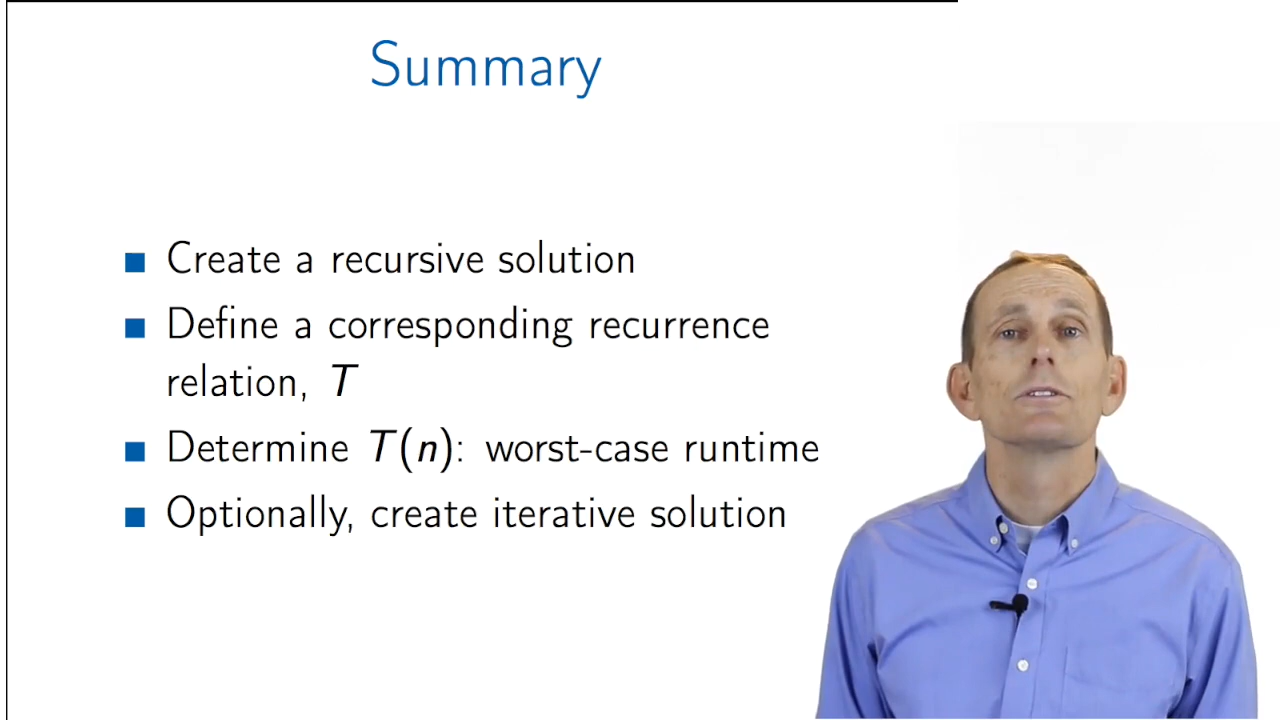 Summary
Create a recursive solution
Define a corresponding recurrence
relation, T
Determine T(n): worst-case runtime
Optionally, create iterative solution